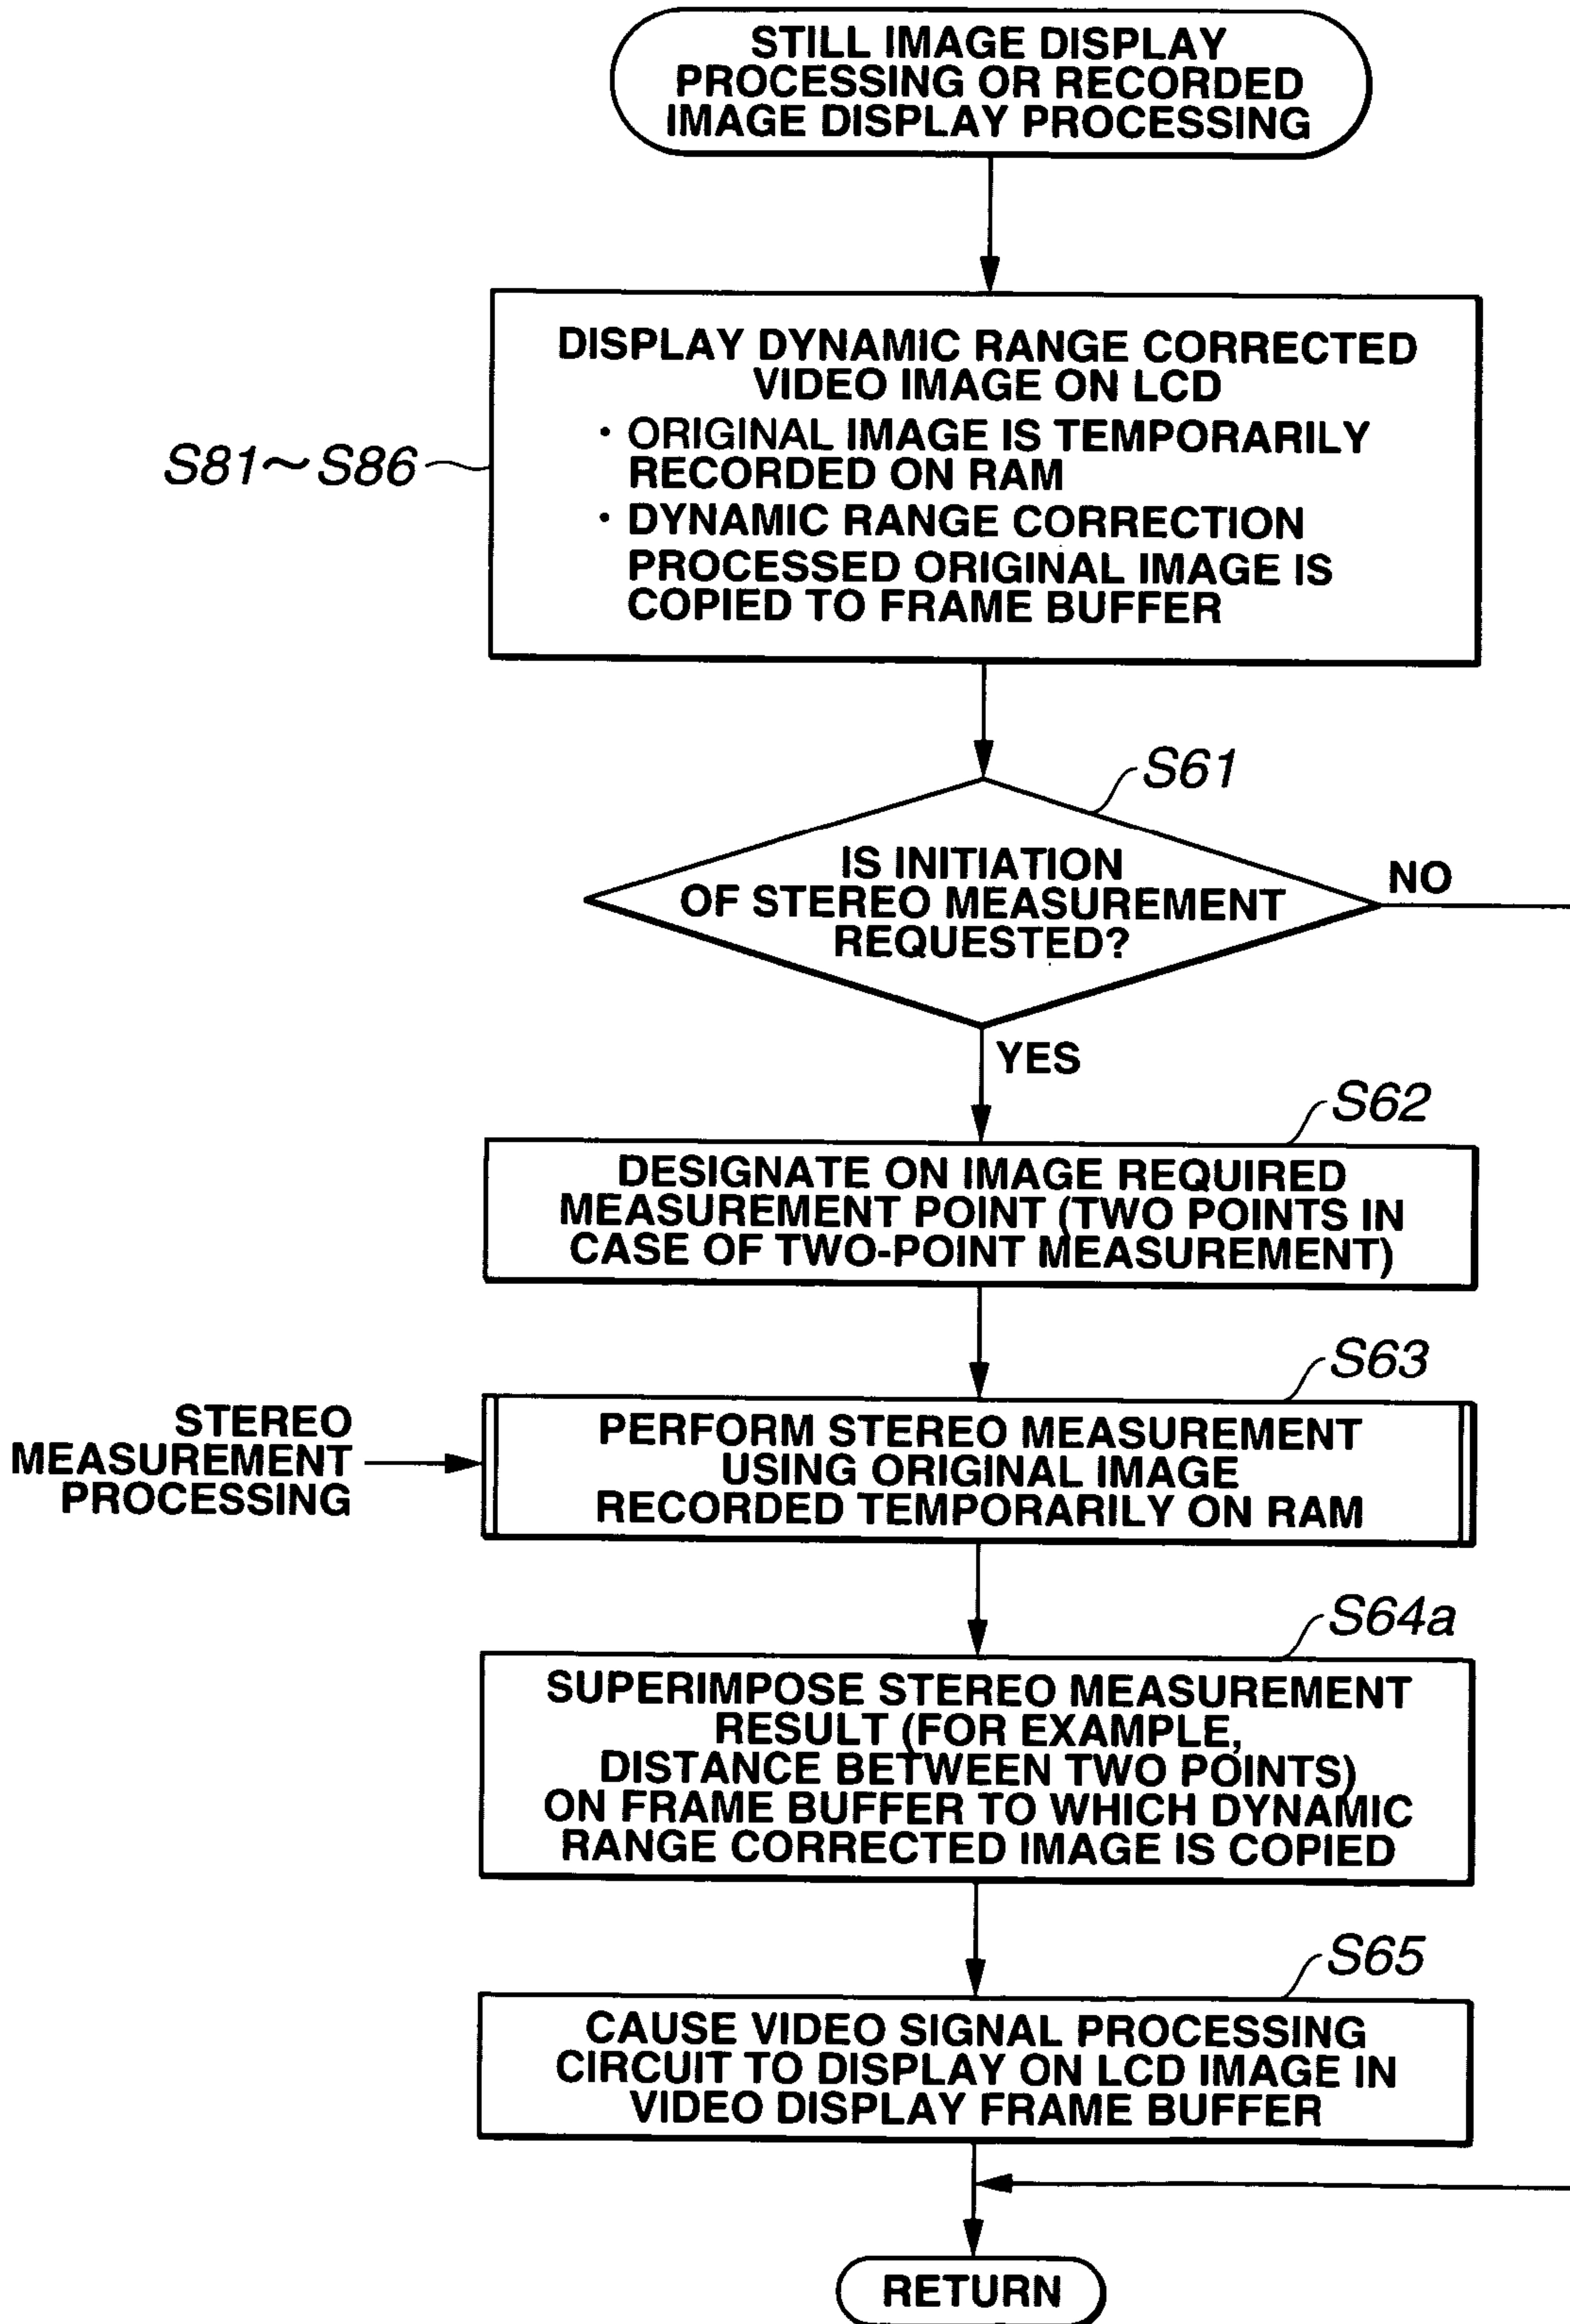 STILL IMAGE DISPLAY
PROCESSING OR RECORDED
IMAGE DISPLAY PROCESSING
DISPLAY DYNAMIC RANGE CORRECTED
VIDEO IMAGE ON LCD
· ORIGINAL IMAGE IS TEMPORARILY
RECORDED ON RAM
· DYNAMIC RANGE CORRECTION
PROCESSED ORIGINAL IMAGE IS
COPIED TO FRAME BUFFER
S81~S86
S61
IS INITIATION
OF STEREO MEASUREMENT
REQUESTED?
NO
YES
S62
DESIGNATE ON IMAGE REQUIRED
MEASUREMENT POINT (TWO POINTS IN
CASE OF TWO-POINT MEASUREMENT)
S63
STEREO
MEASUREMENT
PROCESSING
PERFORM STEREO MEASUREMENT
USING ORIGINAL IMAGE
RECORDED TEMPORARILY ON RAM
S64a
SUPERIMPOSE STEREO MEASUREMENT
RESULT (FOR EXAMPLE,
DISTANCE BETWEEN TWO POINTS)
ON FRAME BUFFER TO WHICH DYNAMIC
RANGE CORRECTED IMAGE IS COPIED
S65
CAUSE VIDEO SIGNAL PROCESSING
CIRCUIT TO DISPLAY ON LCD IMAGE IN
VIDEO DISPLAY FRAME BUFFER
RETURN